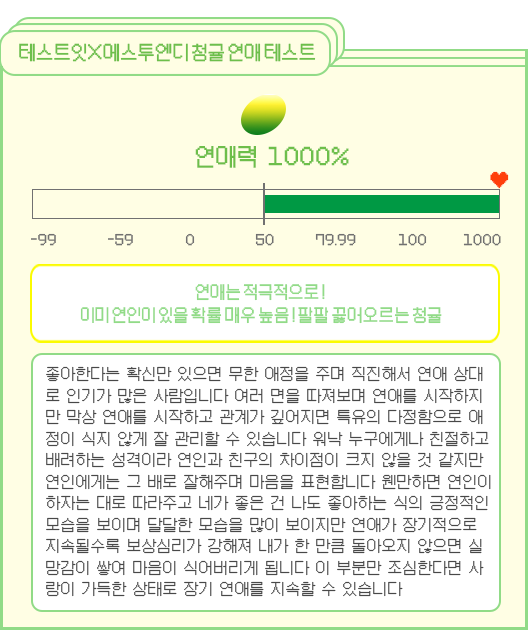 테스트잇X메스투엔디 청귤 연애 테스트
연애력 1000%
-99 -59 0 50 79.99 100 1000
연애는 적극적으로!
이미 연인이 있을 확률 매우 높음! 팔팔 끓어오르는 청귤
좋아한다는 확신만 있으면 무한 애정을 주며 직진해서 연애 상대
로 인기가 많은 사람입니다 여러 면을 따져보며 연애를 시작하지
만 막상 연애를 시작하고 관계가 깊어지면 특유의 다정함으로 애
정이 식지 않게 잘 관리할 수 있습니다 워낙 누구에게나 친절하고
배려하는 성격이라 연인과 친구의 차이점이 크지 않을 것 같지만
연인에게는 그 배로 잘해주며 마음을 표현합니다 웬만하면 연인이
하자는 대로 따라주고 네가 좋은 건 나도 좋아하는 식의 긍정적인
모습을 보이며 달달한 모습을 많이 보이지만 연애가 장기적으로
지속될수록 보상심리가 강해져 내가 한 만큼 돌아오지 않으면 실
망감이 쌓여 마음이 식어버리게 됩니다 이 부분만 조심한다면 사
랑이 가득한 상태로 장기 연애를 지속할 수 있습니다